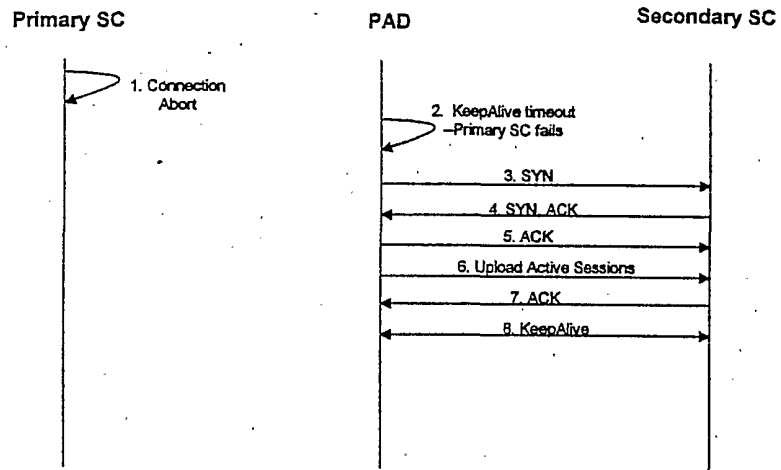 Primary SC
PAD
Secondary SC
1. Connection
Abort
2. KeepAlive timeout
–Primary SC fails
3. SYN
4. SYN, ACK
5. ACK
6. Upload Active Sessions
7. ACK
8. KeepAlive